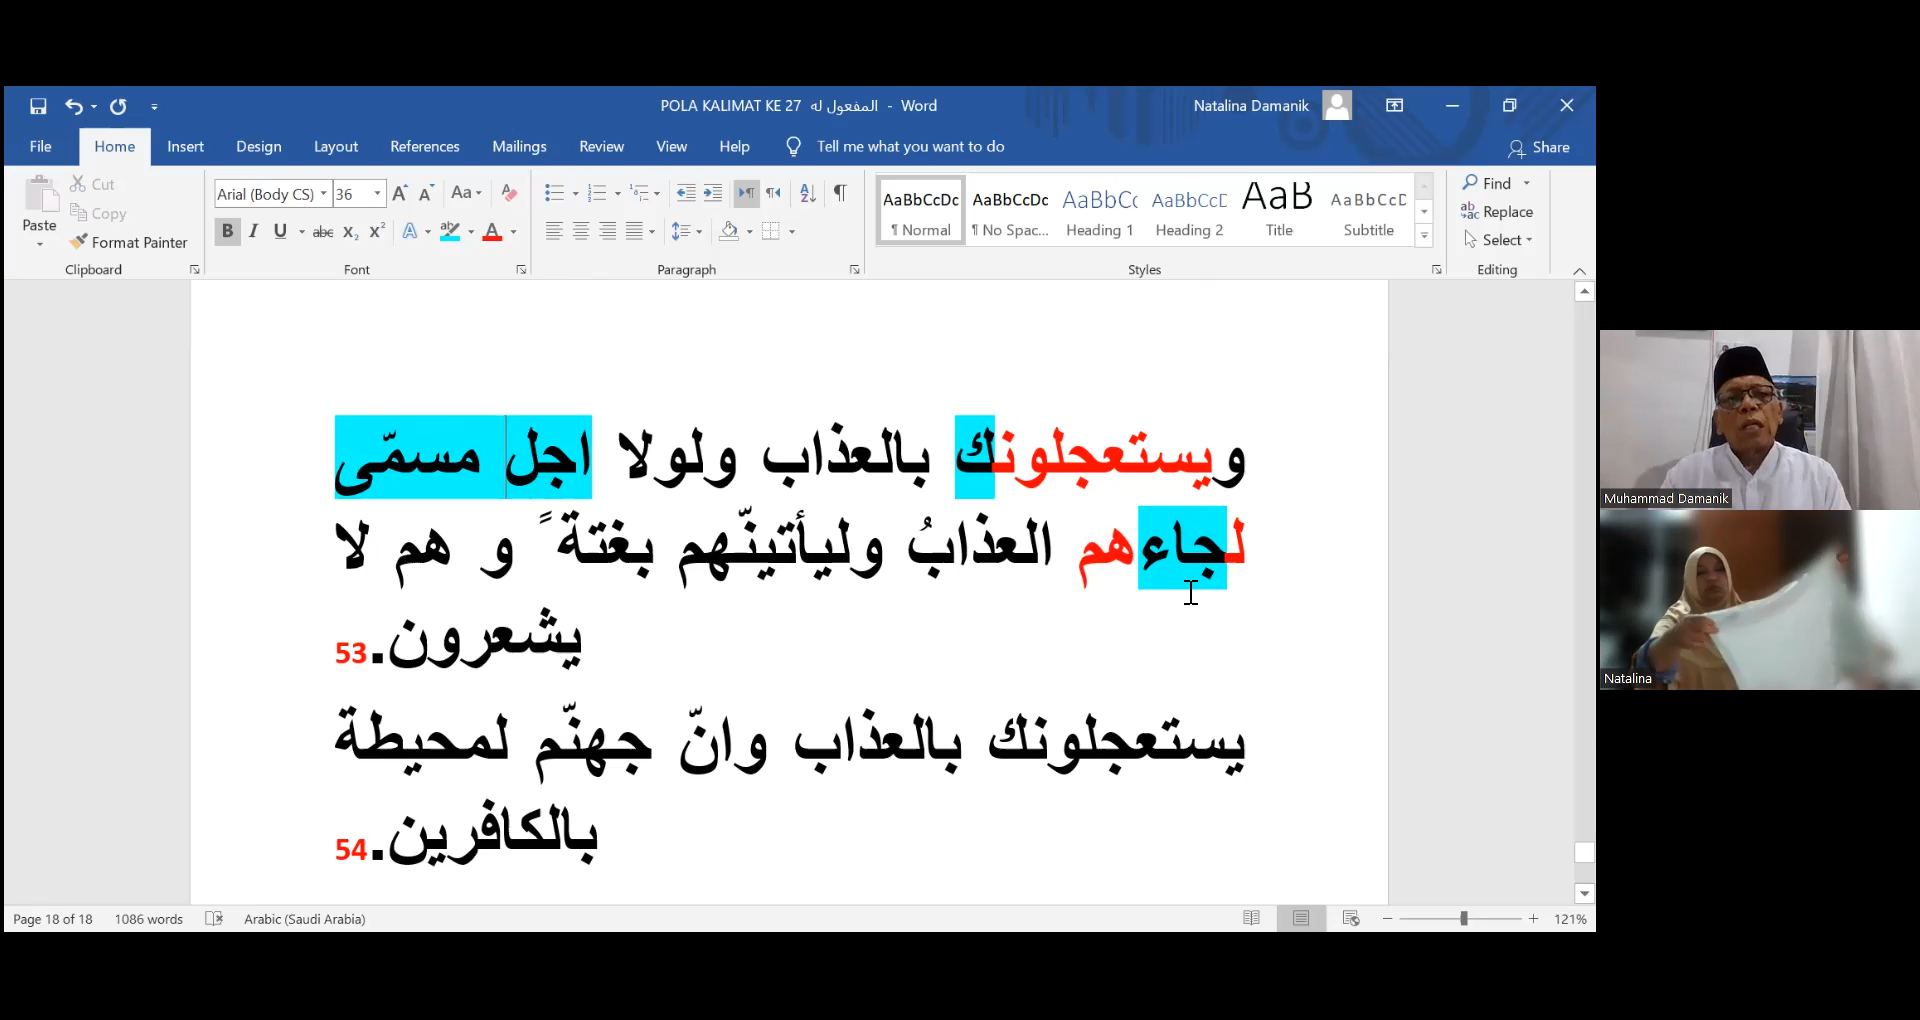 POLA KALIMAT KE 27 المفعول له - Word
Natalina Damanik
File Home Insert Design Layout References Mailings Review View Help Tell me what you want to do Share
Paste
Cut
Copy
Format Painter
Clipboard
Arial (Body CS) 36
Font
Paragraph
AaBbCcDc AaBbCcDc AaBbCc AaBbCcD AaB AaBbCcD
¶ Normal ¶ No Spac... Heading 1 Heading 2 Title Subtitle
Styles
Find
Replace
Select
Editing
ويستعجلونك بالعذاب ولولا اجل مسمّى
لجاءهم العذابُ وليأتينّهم بغتة ً و هم لا
يشعرون.53
يستعجلونك بالعذاب وانّ جهنّم لمحيطة
بالكافرين.54
Page 18 of 18 1086 words Arabic (Saudi Arabia) 121%
Muhammad Damanik
Natalina